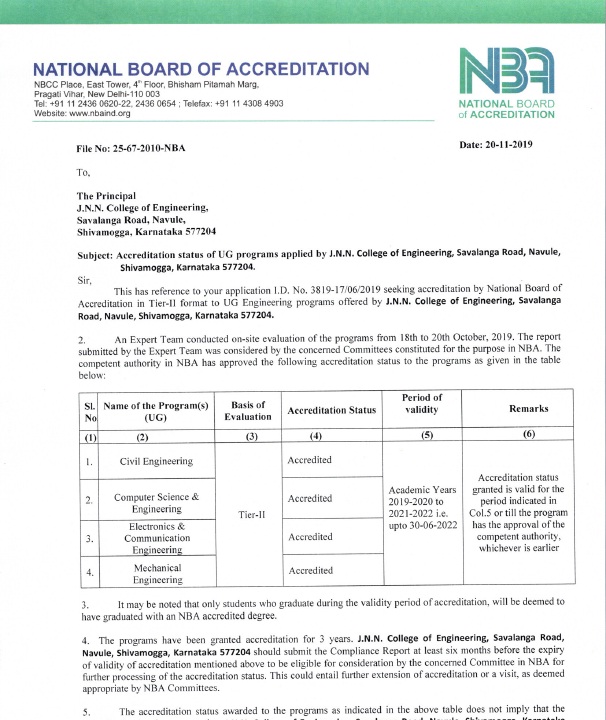 NATIONAL BOARD OF ACCREDITATION
NBCC Place, East Tower, 4th Floor, Bhisham Pitamah Marg,
Pragati Vihar, New Delhi-110 003
Tel: +91 11 2436 0620-22, 2436 0654 ; Telefax: +91 11 4308 4903
Website: www.nbaind.org
NBA
NATIONAL BOARD
of ACCREDITATION
File No: 25-67-2010-NBA
Date: 20-11-2019
To,
The Principal
J.N.N. College of Engineering,
Savalanga Road, Navule,
Shivamogga, Karnataka 577204
Subject: Accreditation status of UG programs applied by J.N.N. College of Engineering, Savalanga Road, Navule,
Shivamogga, Karnataka 577204.
Sir,
This has reference to your application I.D. No. 3819-17/06/2019 seeking accreditation by National Board of
Accreditation in Tier-II format to UG Engineering programs offered by J.N.N. College of Engineering, Savalanga
Road, Navule, Shivamogga, Karnataka 577204.
2. An Expert Team conducted on-site evaluation of the programs from 18th to 20th October, 2019. The report
submitted by the Expert Team was considered by the concerned Committees constituted for the purpose in NBA. The
competent authority in NBA has approved the following accreditation status to the programs as given in the table
below:
Sl. No
Name of the Program(s) (UG)
Basis of Evaluation
Accreditation Status
Period of validity
Remarks
(1) (2) (3) (4) (5) (6)
1. Civil Engineering Accredited
2. Computer Science & Engineering Accredited
3. Electronics & Communication Engineering Accredited
4. Mechanical Engineering Accredited
Tier-II
Academic Years
2019-2020 to
2021-2022 i.e.
upto 30-06-2022
Accreditation status
granted is valid for the
period indicated in
Col.5 or till the program
has the approval of the
competent authority,
whichever is earlier
3. It may be noted that only students who graduate during the validity period of accreditation, will be deemed to
have graduated with an NBA accredited degree.
4. The programs have been granted accreditation for 3 years. J.N.N. College of Engineering, Savalanga Road,
Navule, Shivamogga, Karnataka 577204 should submit the Compliance Report at least six months before the expiry
of validity of accreditation mentioned above to be eligible for consideration by the concerned Committee in NBA for
further processing of the accreditation status. This could entail further extension of accreditation or a visit, as deemed
appropriate by NBA Committees.
5. The accreditation status awarded to the programs as indicated in the above table does not imply that the